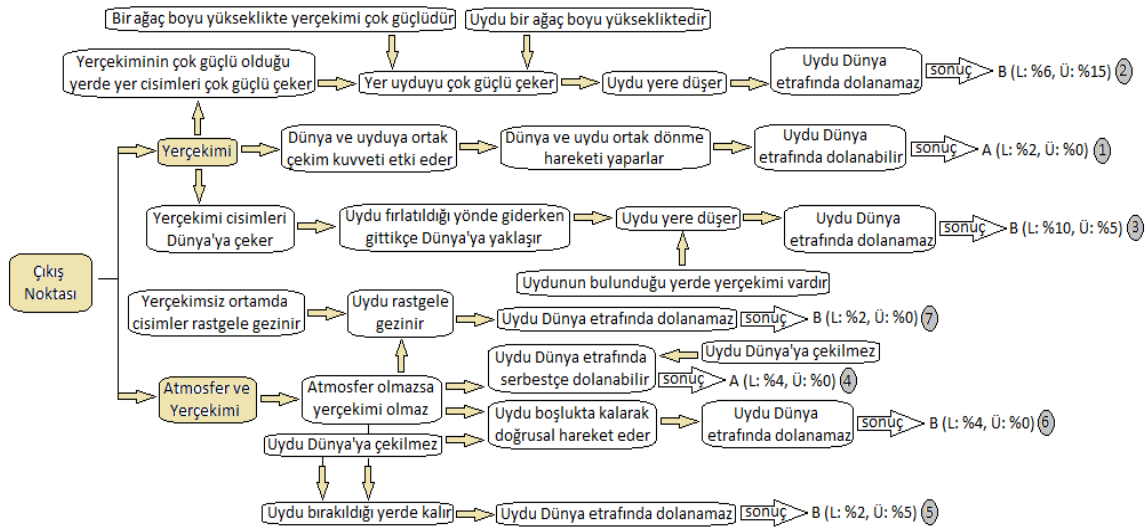 Bir ağaç boyu yükseklikte yerçekimi çok güçlüdür
Uydu bir ağaç boyu yüksekliktedir
Yerçekiminin çok güçlü olduğu
yerde yer cisimleri çok güçlü çeker
Yer uyduyu çok güçlü çeker
Uydu yere düşer
Uydu Dünya
etrafında dolanamaz
sonuç
B (L: %6, Ü: %15)
2
Yerçekimi
Dünya ve uyduya ortak
çekim kuvveti etki eder
Dünya ve uydu ortak dönme
hareketi yaparlar
Uydu Dünya
etrafında dolanabilir
sonuç
A (L: %2, Ü: %0)
1
Yerçekimi cisimleri
Dünya'ya çeker
Uydu fırlatıldığı yönde giderken
gittikçe Dünya'ya yaklaşır
Uydu yere düşer
Uydu Dünya
etrafında dolanamaz
sonuç
B (L: %10, Ü: %5)
3
Uydunun bulunduğu yerde yerçekimi vardır
Çıkış
Noktası
Yerçekimsiz ortamda
cisimler rastgele gezinir
Uydu rastgele
gezinir
Uydu Dünya etrafında dolanamaz
sonuç
B (L: %2, Ü: %0)
7
Atmosfer ve
Yerçekimi
Atmosfer olmazsa
yerçekimi olmaz
Uydu Dünya etrafında
serbestçe dolanabilir
Uydu Dünya'ya çekilmez
sonuç
A (L: %4, Ü: %0)
4
Uydu boşlukta kalarak
doğrusal hareket eder
Uydu Dünya
etrafında dolanamaz
sonuç
B (L: %4, Ü: %0)
6
Uydu Dünya'ya çekilmez
Uydu bırakıldığı yerde kalır
Uydu Dünya etrafında dolanamaz
sonuç
B (L: %2, Ü: %5)
5